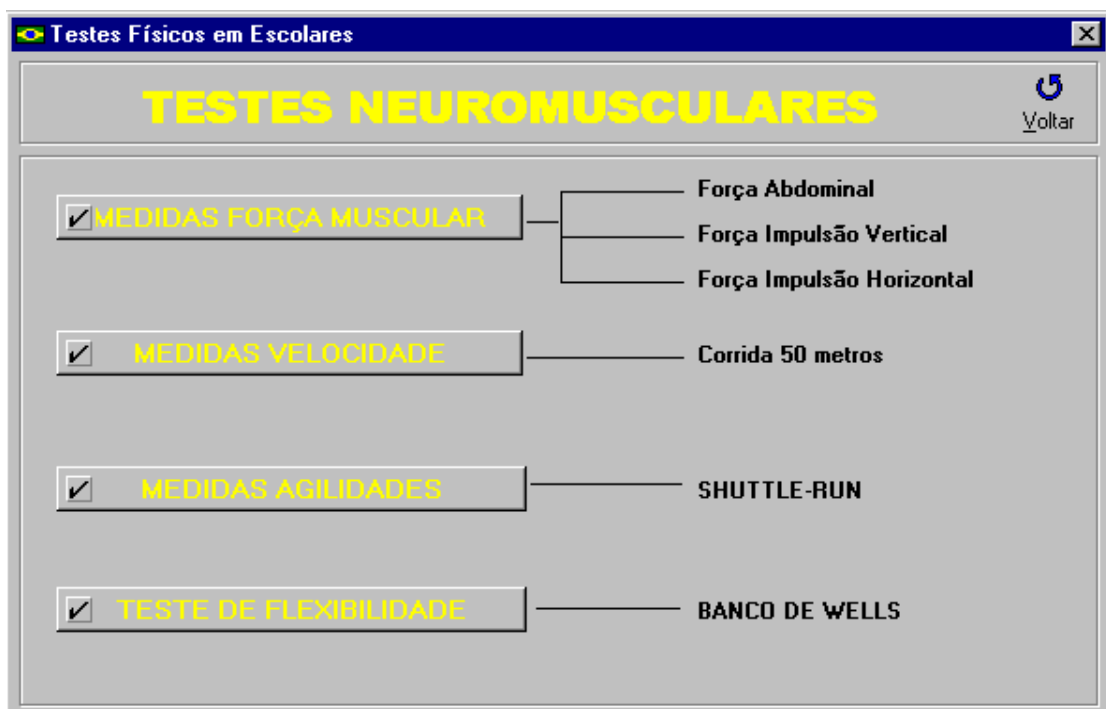 Testes Físicos em Escolares
TESTES NEUROMUSCULARES
Voltar
MEDIDAS FORÇA MUSCULAR
Força Abdominal
Força Impulsão Vertical
Força Impulsão Horizontal
MEDIDAS VELOCIDADE
Corrida 50 metros
MEDIDAS AGILIDADES
SHUTTLE-RUN
TESTE DE FLEXIBILIDADE
BANCO DE WELLS